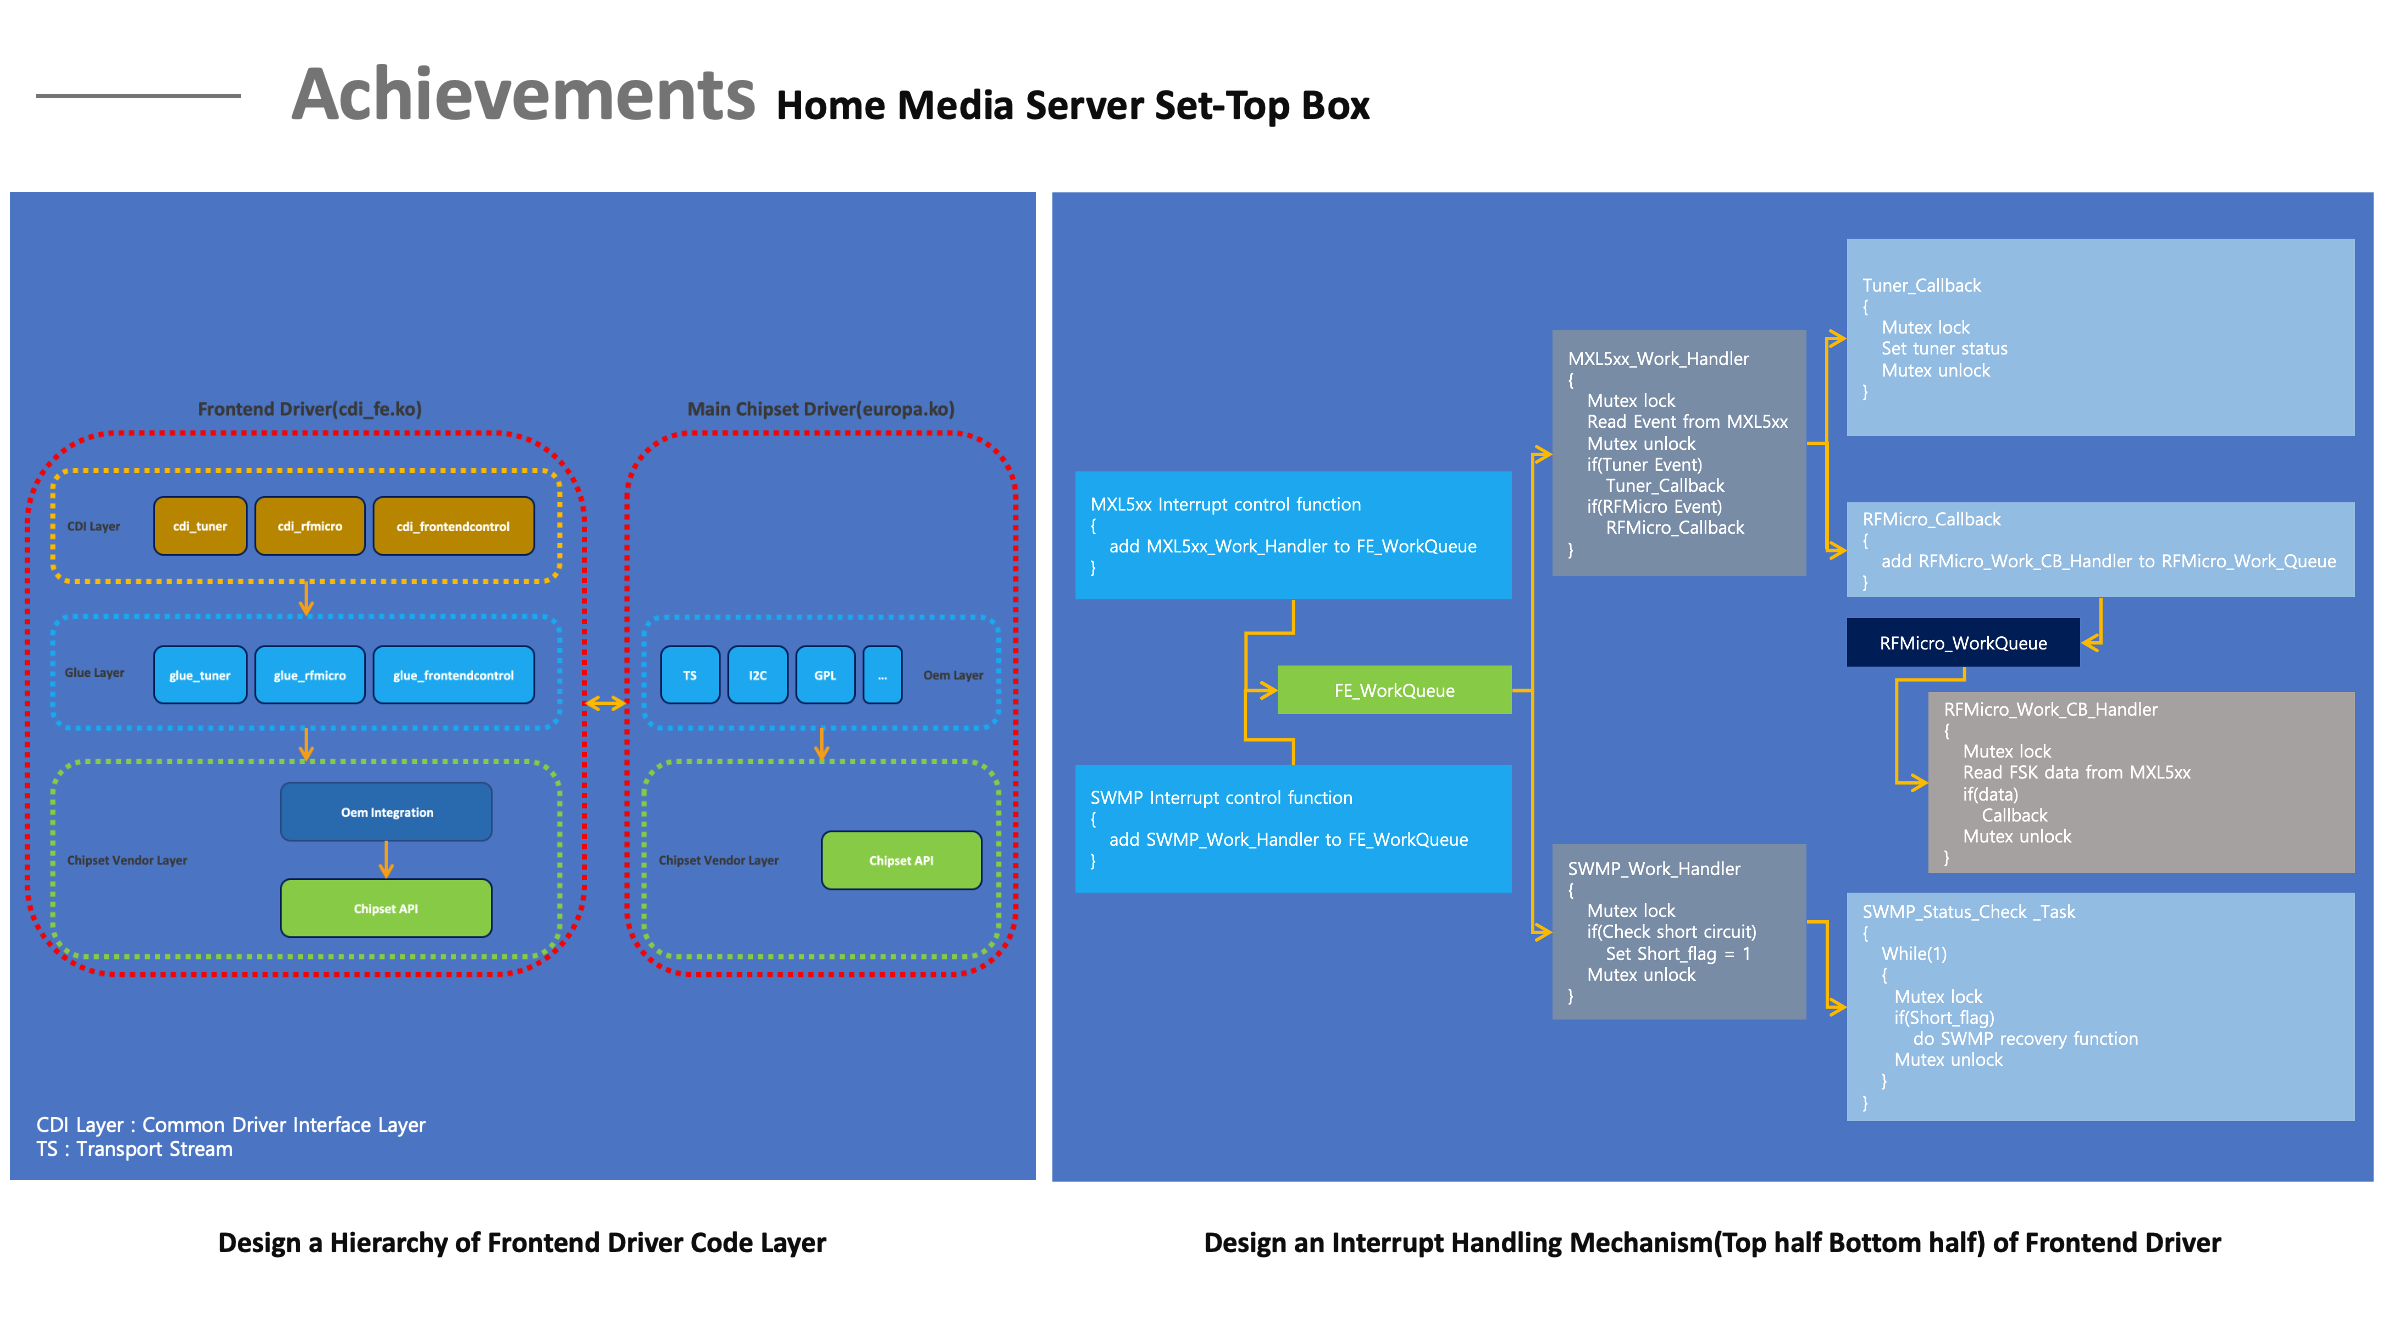 Achievements Home Media Server Set-Top Box
Frontend Driver(cdi_fe.ko)
CDI Layer
cdi_tuner
cdi_rfmicro
cdi_frontendcontrol
Glue Layer
glue_tuner
glue_rfmicro
glue_frontendcontrol
Chipset Vendor Layer
Oem Integration
Chipset API
Main Chipset Driver(europa.ko)
TS
I2C
GPL
...
Oem Layer
Chipset Vendor Layer
Chipset API
CDI Layer : Common Driver Interface Layer
TS : Transport Stream
Design a Hierarchy of Frontend Driver Code Layer
MXL5xx Interrupt control function
{
add MXL5xx_Work_Handler to FE_WorkQueue
}
FE_WorkQueue
SWMP Interrupt control function
{
add SWMP_Work_Handler to FE_WorkQueue
}
MXL5xx_Work_Handler
{
Mutex lock
Read Event from MXL5xx
Mutex unlock
if(Tuner Event)
Tuner_Callback
if(RFMicro Event)
RFMicro_Callback
}
SWMP_Work_Handler
{
Mutex lock
if(Check short circuit)
Set Short_flag = 1
Mutex unlock
}
Tuner_Callback
{
Mutex lock
Set tuner status
Mutex unlock
}
RFMicro_Callback
{
add RFMicro_Work_CB_Handler to RFMicro_Work_Queue
}
RFMicro_WorkQueue
RFMicro_Work_CB_Handler
{
Mutex lock
Read FSK data from MXL5xx
if(data)
Callback
Mutex unlock
}
SWMP_Status_Check _Task
{
While(1)
{
Mutex lock
if(Short_flag)
do SWMP recovery function
Mutex unlock
}
}
Design an Interrupt Handling Mechanism(Top half Bottom half) of Frontend Driver